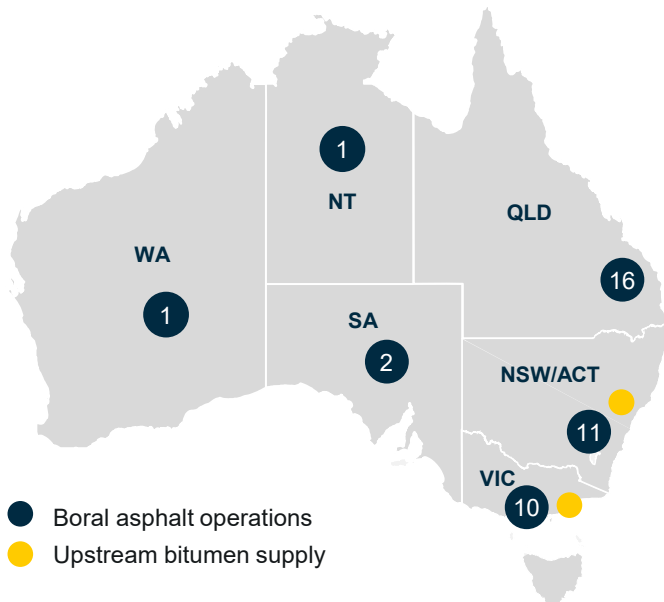 1
NT
QLD
WA
16
1
SA
2
NSW/ACT
11
VIC
10
Boral asphalt operations
Upstream bitumen supply